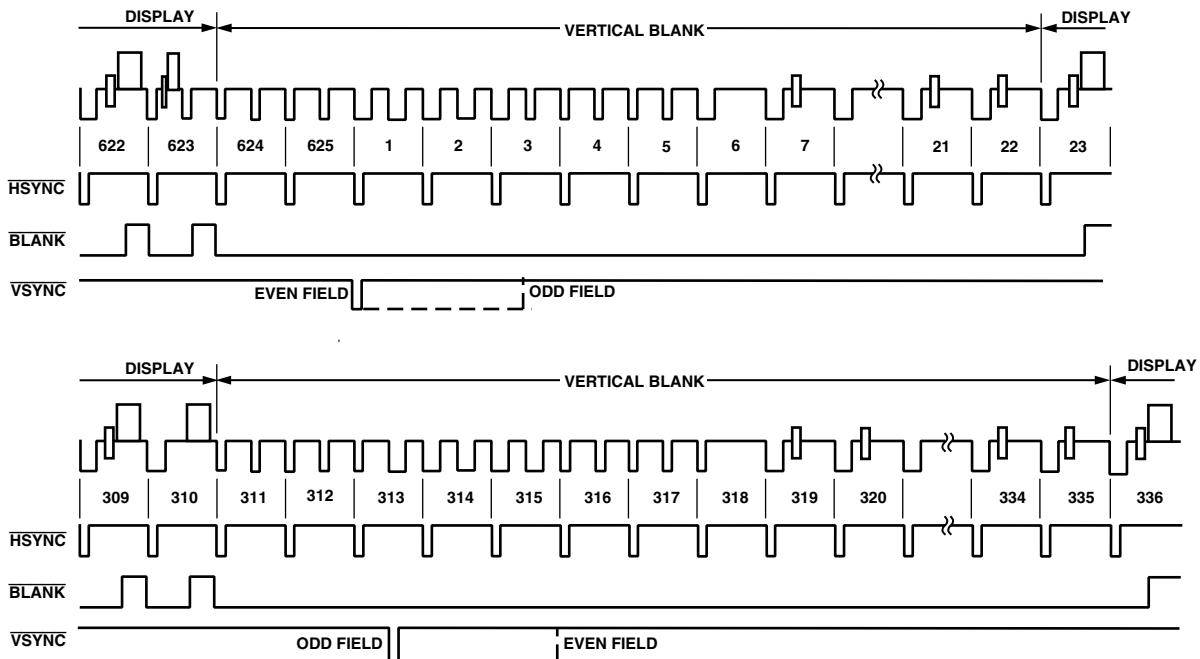 DISPLAY VERTICAL BLANK DISPLAY
622 623 624 625 1 2 3 4 5 6 7 21 22 23
HSYNC
BLANK
VSYNC EVEN FIELD ODD FIELD
DISPLAY VERTICAL BLANK DISPLAY
309 310 311 312 313 314 315 316 317 318 319 320 334 335 336
HSYNC
BLANK
VSYNC ODD FIELD EVEN FIELD